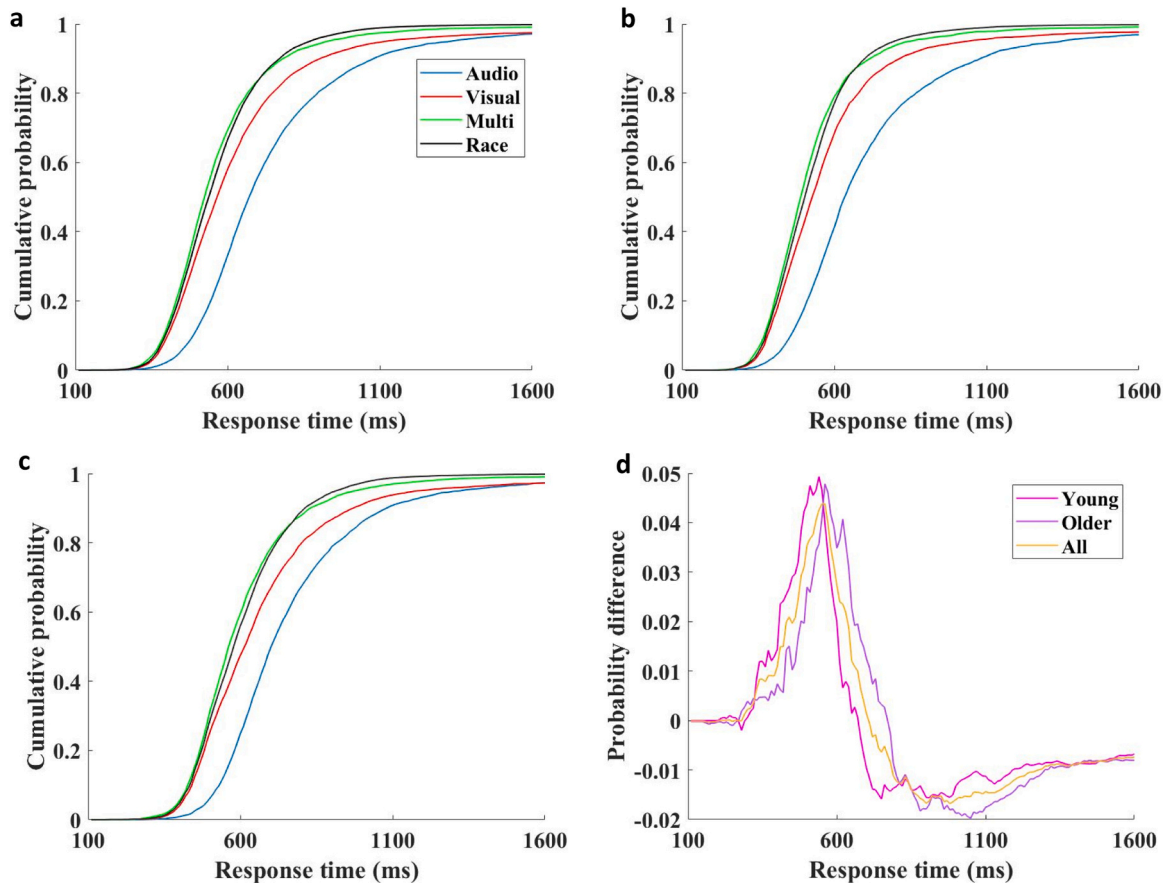 a
1
0.8
0.6
0.4
0.2
0
Cumulative probability
Audio
Visual
Multi
Race
100 600 1100 1600
Response time (ms)
b
1
0.8
0.6
0.4
0.2
0
Cumulative probability
100 600 1100 1600
Response time (ms)
c
1
0.8
0.6
0.4
0.2
0
Cumulative probability
100 600 1100 1600
Response time (ms)
d
0.05
0.04
0.03
0.02
0.01
0
-0.01
-0.02
Probability difference
Young
Older
All
100 600 1100 1600
Response time (ms)